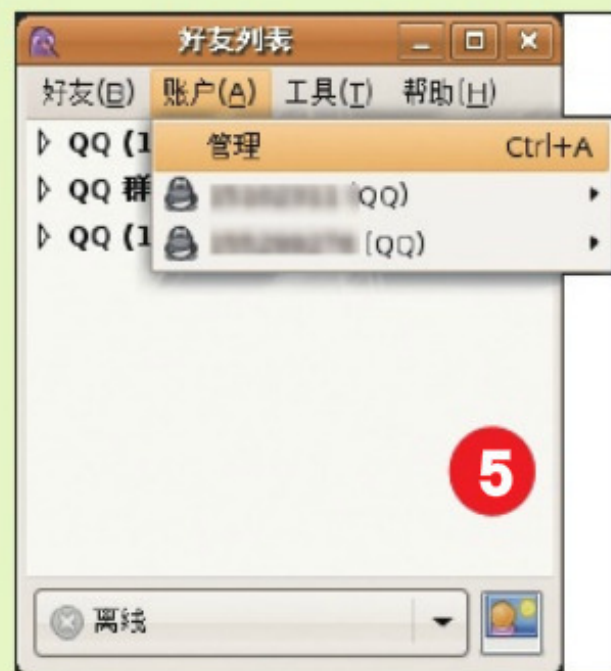 好友列表
好友(B) 账户(A) 工具(T) 帮助(H)
QQ (1
QQ 群
QQ (1
管理 Ctrl+A
(QQ)
(QQ)
5
离线